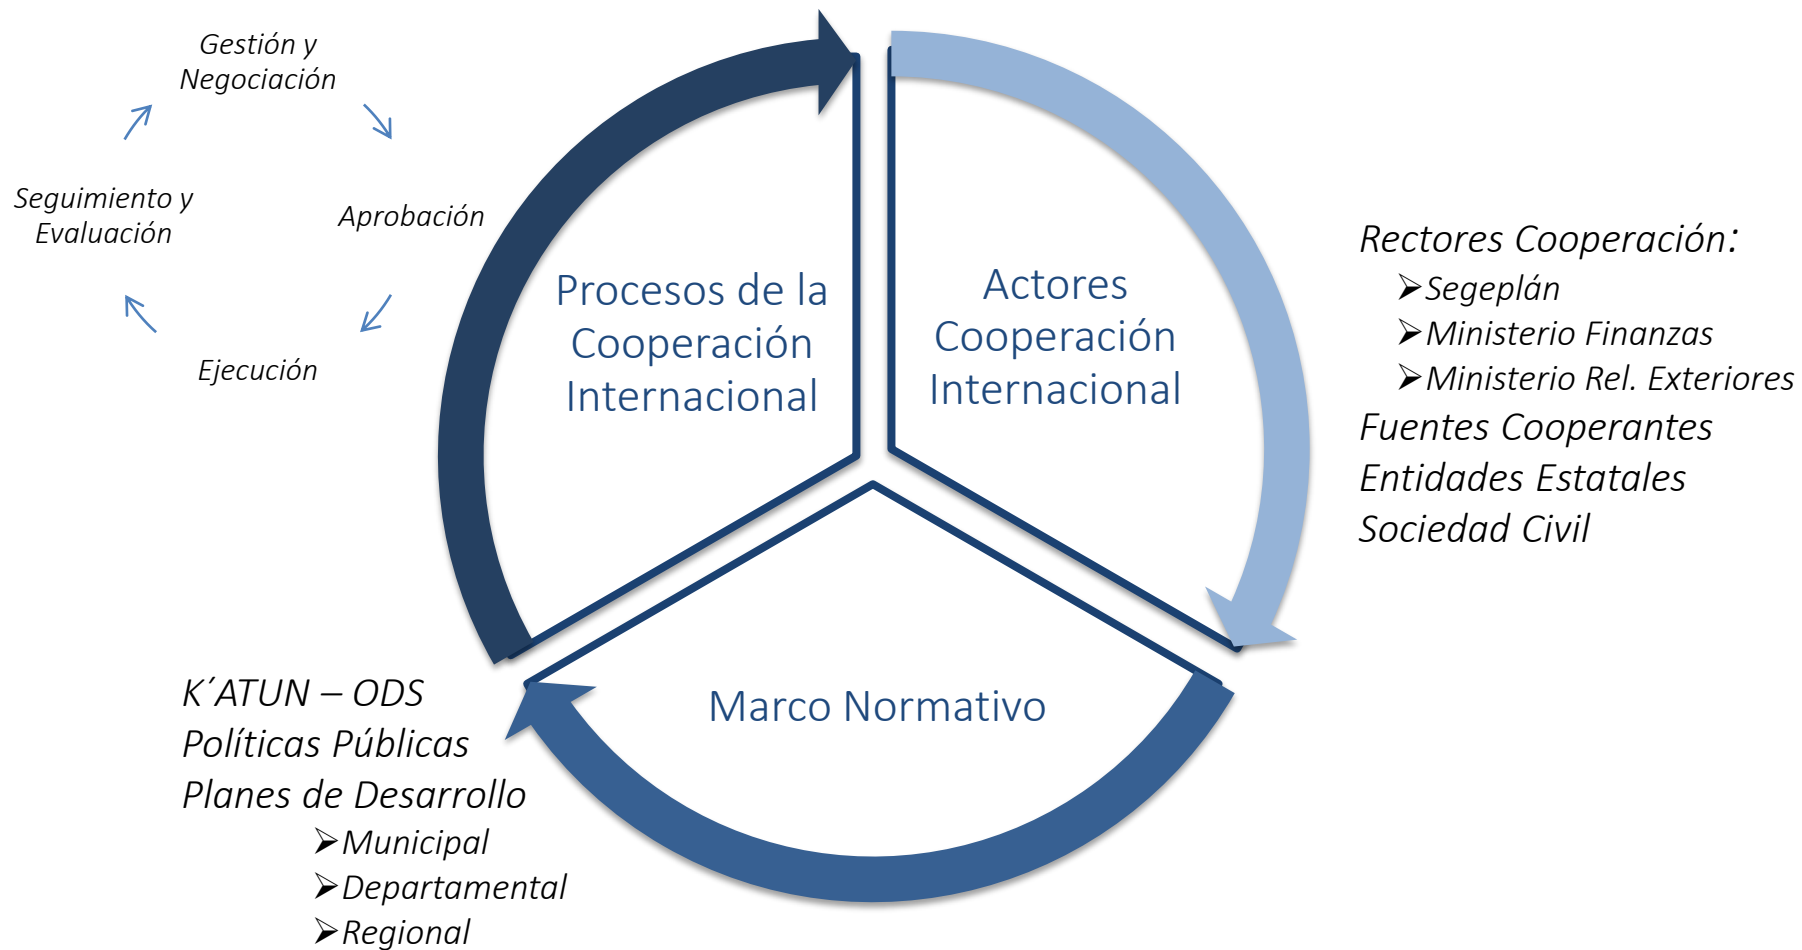 Gestión y
Negociación
Seguimiento y
Evaluación
Aprobación
Ejecución
Procesos de la
Cooperación
Internacional
Actores
Cooperación
Internacional
Rectores Cooperación:
➢Segeplán
➢Ministerio Finanzas
➢Ministerio Rel. Exteriores
Fuentes Cooperantes
Entidades Estatales
Sociedad Civil
Marco Normativo
K´ATUN – ODS
Políticas Públicas
Planes de Desarrollo
➢Municipal
➢Departamental
➢Regional